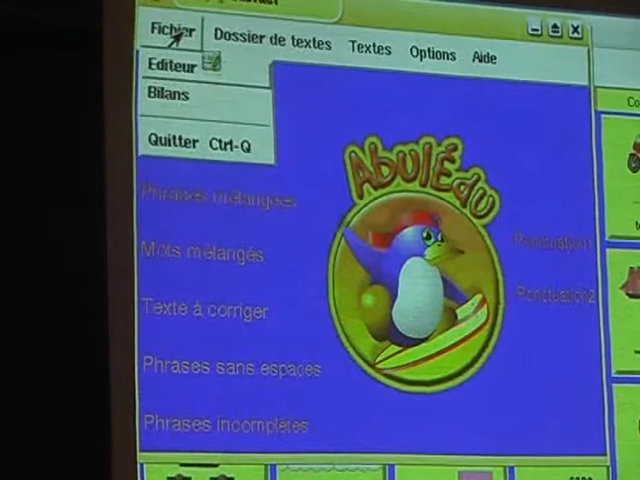 Fichier Dossier de textes Textes Options Aide
Editeur
Bilans
Quitter Ctrl-Q
AbulÉdu
Phrases mélangées
Mots mélangés
Texte à corriger
Phrases sans espaces
Phrases incomplètes
Ponctuation1
Ponctuation2
Co